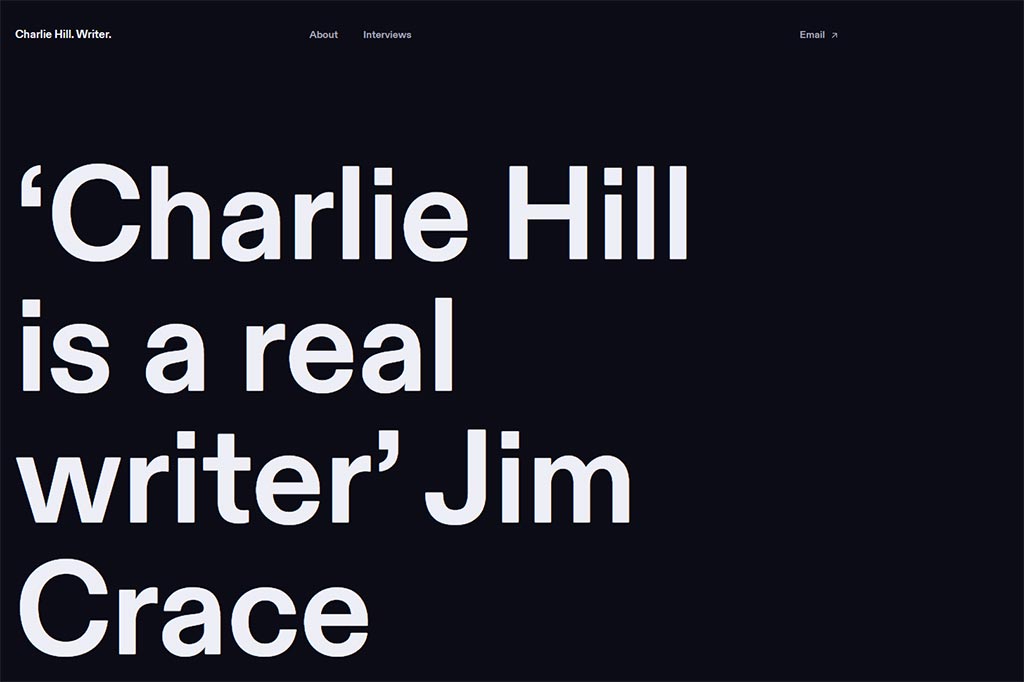 Charlie Hill. Writer.
About
Interviews
Email ↗
‘Charlie Hill
is a real
writer’ Jim
Crace